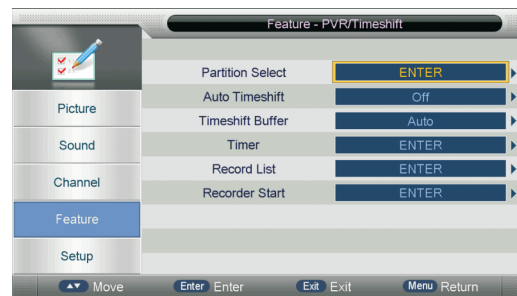 Feature - PVR/Timeshift
Partition Select ENTER
Auto Timeshift Off
Timeshift Buffer Auto
Timer ENTER
Record List ENTER
Recorder Start ENTER
Picture
Sound
Channel
Feature
Setup
Move Enter Enter Exit Exit Menu Return